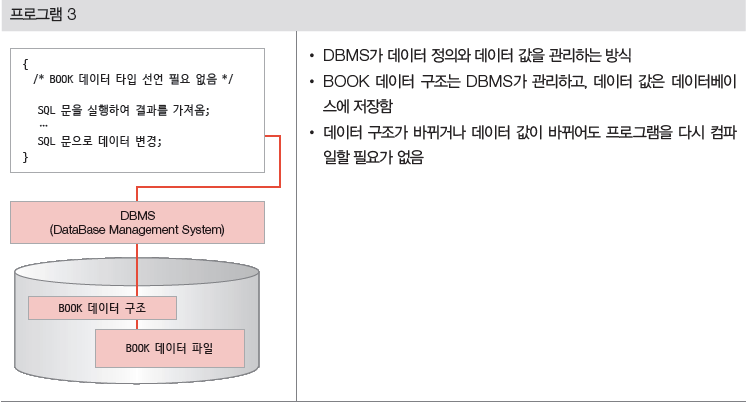 프로그램 3
{
/* BOOK 데이터 타입 선언 필요 없음 */
SQL 문을 실행하여 결과를 가져옴;
…
SQL 문으로 데이터 변경;
}
DBMS
(DataBase Management System)
BOOK 데이터 구조
BOOK 데이터 파일
• DBMS가 데이터 정의와 데이터 값을 관리하는 방식
• BOOK 데이터 구조는 DBMS가 관리하고, 데이터 값은 데이터베이
스에 저장함
• 데이터 구조가 바뀌거나 데이터 값이 바뀌어도 프로그램을 다시 컴파
일할 필요가 없음